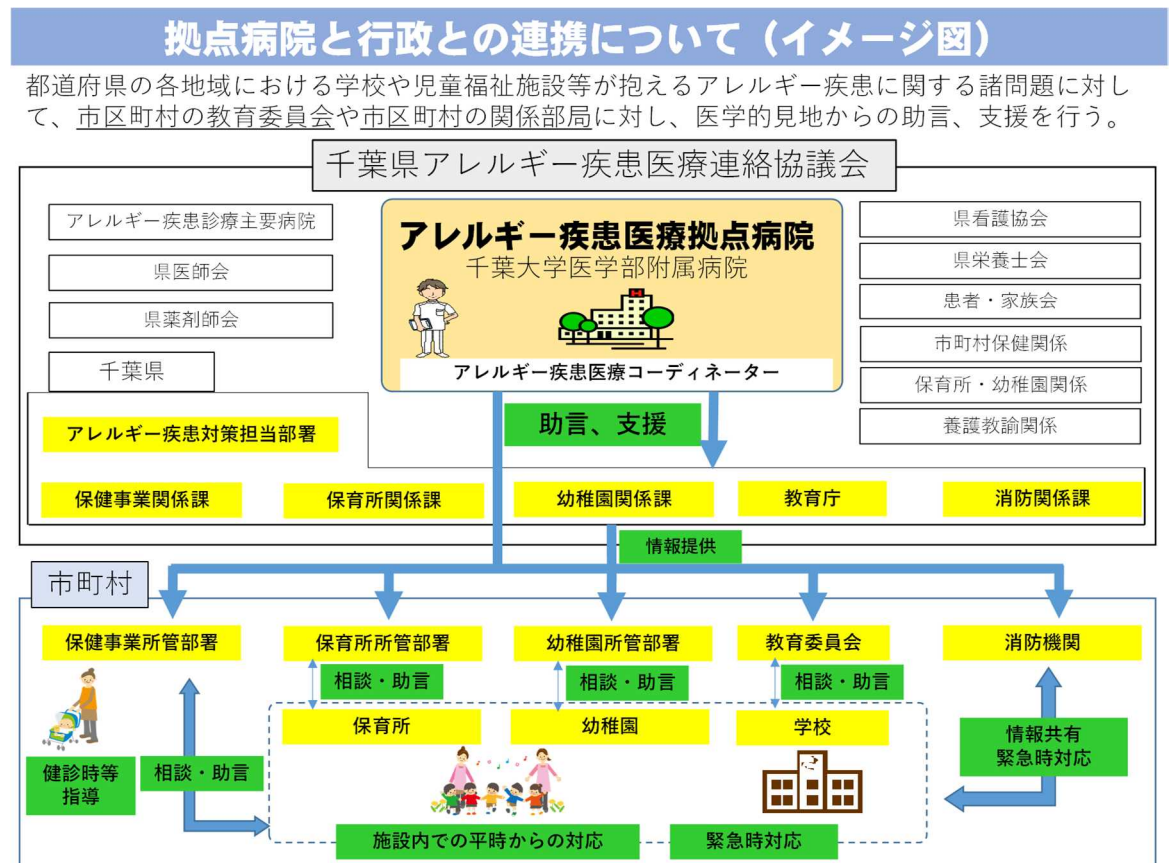 拠点病院と行政との連携について（イメージ図）
都道府県の各地域における学校や児童福祉施設等が抱えるアレルギー疾患に関する諸問題に対し
て、市区町村の教育委員会や市区町村の関係部局に対し、医学的見地からの助言、支援を行う。
千葉県アレルギー疾患医療連絡協議会
アレルギー疾患診療主要病院
県医師会
県薬剤師会
千葉県
アレルギー疾患医療拠点病院
千葉大学医学部附属病院
H
アレルギー疾患医療コーディネーター
県看護協会
県栄養士会
患者・家族会
市町村保健関係
保育所・幼稚園関係
養護教諭関係
助言、支援
アレルギー疾患対策担当部署
保健事業関係課
保育所関係課
幼稚園関係課
教育庁
消防関係課
情報提供
市町村
保健事業所管部署
保育所所管部署
幼稚園所管部署
教育委員会
消防機関
相談・助言
相談・助言
相談・助言
保育所
幼稚園
学校
健診時等
指導
相談・助言
情報共有
緊急時対応
施設内での平時からの対応
緊急時対応